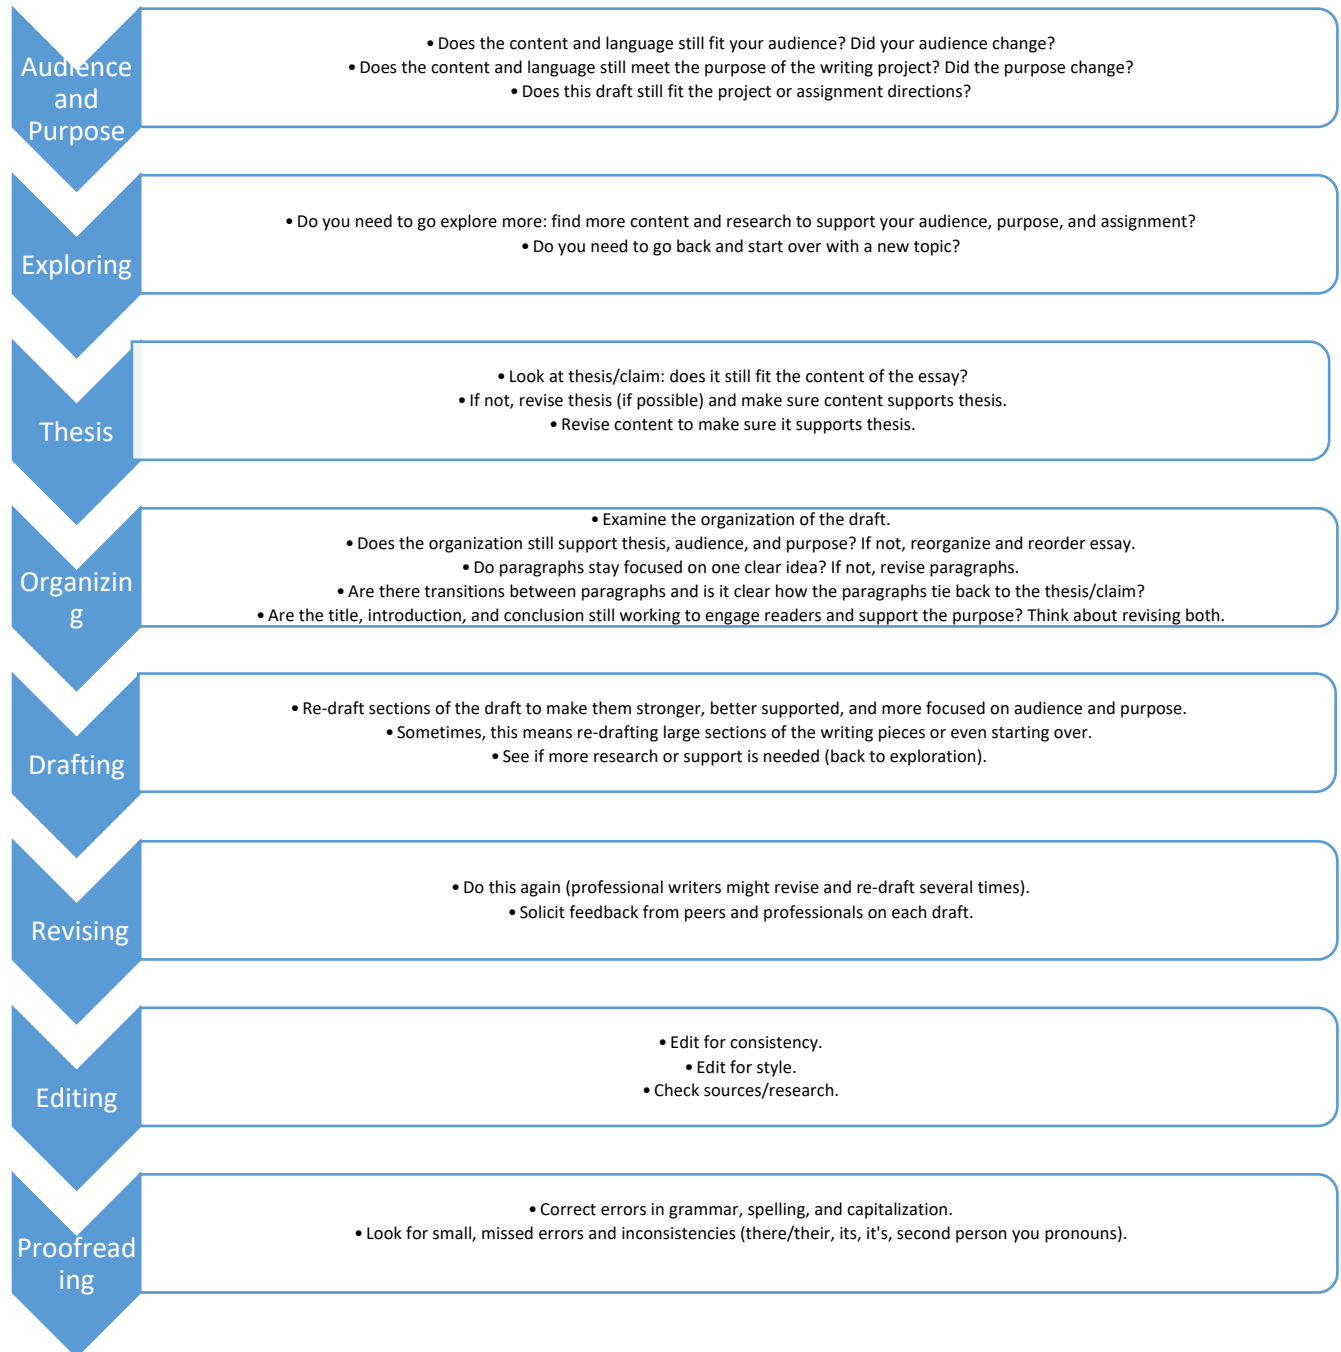 Audience
and
Purpose
• Does the content and language still fit your audience? Did your audience change?
• Does the content and language still meet the purpose of the writing project? Did the purpose change?
• Does this draft still fit the project or assignment directions?
Exploring
• Do you need to go explore more: find more content and research to support your audience, purpose, and assignment?
• Do you need to go back and start over with a new topic?
Thesis
• Look at thesis/claim: does it still fit the content of the essay?
• If not, revise thesis (if possible) and make sure content supports thesis.
• Revise content to make sure it supports thesis.
Organizin
g
• Examine the organization of the draft.
• Does the organization still support thesis, audience, and purpose? If not, reorganize and reorder essay.
• Do paragraphs stay focused on one clear idea? If not, revise paragraphs.
• Are there transitions between paragraphs and is it clear how the paragraphs tie back to the thesis/claim?
• Are the title, introduction, and conclusion still working to engage readers and support the purpose? Think about revising both.
Drafting
• Re-draft sections of the draft to make them stronger, better supported, and more focused on audience and purpose.
• Sometimes, this means re-drafting large sections of the writing pieces or even starting over.
• See if more research or support is needed (back to exploration).
Revising
• Do this again (professional writers might revise and re-draft several times).
• Solicit feedback from peers and professionals on each draft.
Editing
• Edit for consistency.
• Edit for style.
• Check sources/research.
Proofread
ing
• Correct errors in grammar, spelling, and capitalization.
• Look for small, missed errors and inconsistencies (there/their, its, it's, second person you pronouns).